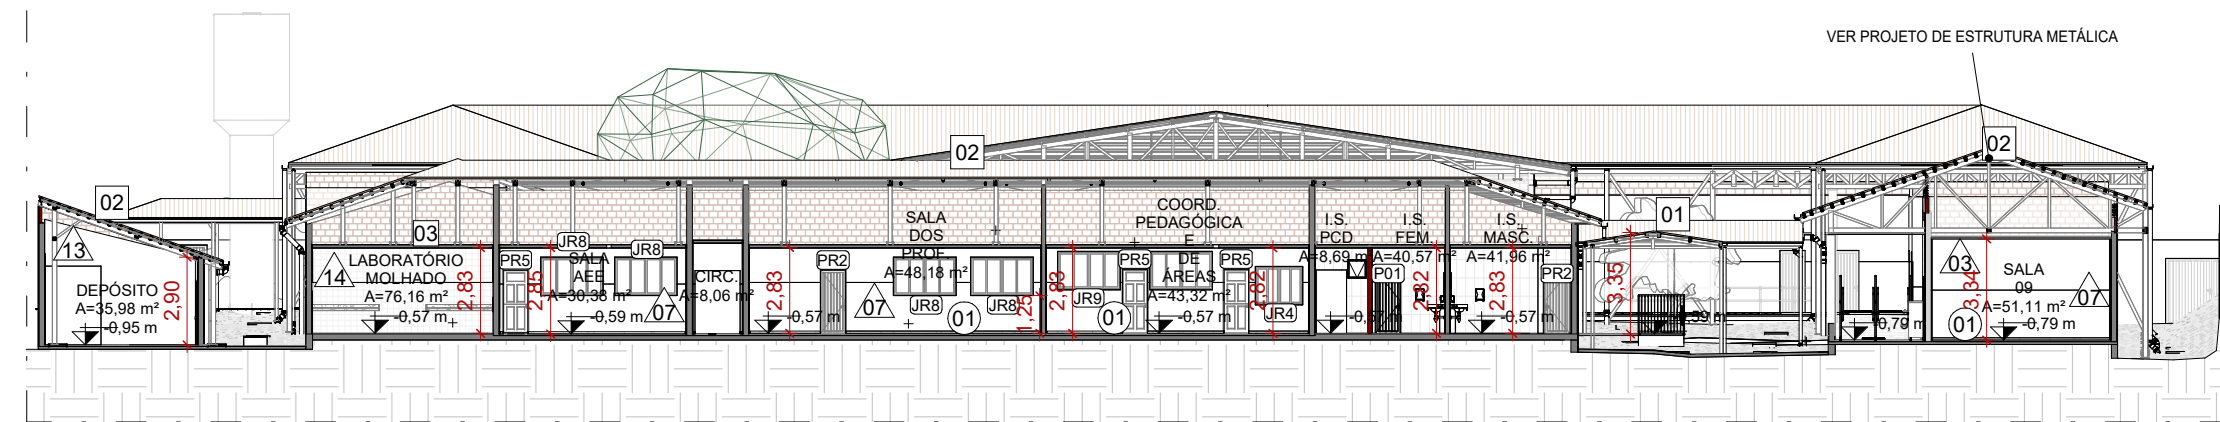 VER PROJETO DE ESTRUTURA METÁLICA
02
02
02
01
03
13
DEPÓSITO
A=35,98 m²
-0,95 m
2,90
14
LABORATÓRIO
MOLHADO
A=76,16 m²
-0,57 m
2,83
PR5
2,85
JR8
JR8
SALA
AEE
A=30,38 m²
-0,59 m
07
CIRC.
A=8,06 m²
2,83
-0,57 m
PR2
SALA
DOS
PROF.
A=48,18 m²
07
JR8
JR8
01
1,25
2,83
COORD.
PEDAGÓGICA
E
DE
ÁREAS
A=43,32 m²
-0,57 m
JR9
PR5
01
PR5
2,82
JR4
I.S.
PCD
A=8,69 m²
-0,57 m
I.S.
FEM.
A=40,57 m²
P01
2,82
I.S.
MASC.
A=41,96 m²
2,83
-0,57 m
PR2
3,35
-0,79 m
03
3,34
SALA
09
A=51,11 m²
-0,79 m
01
07